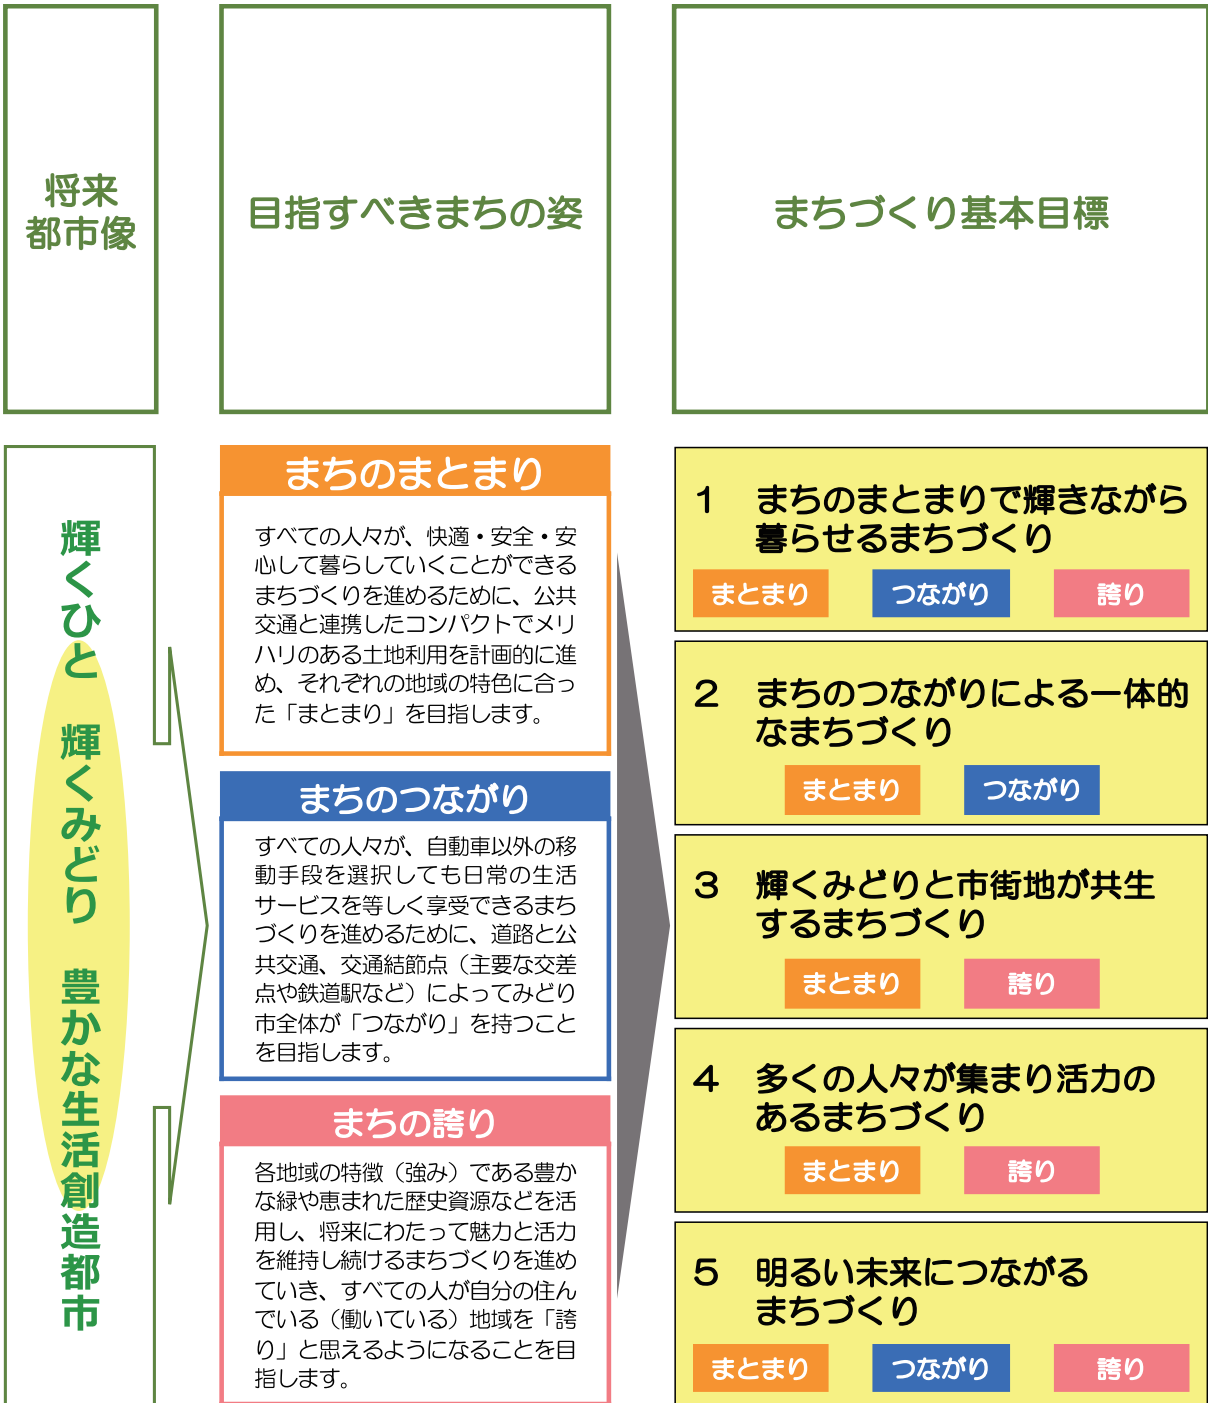 将来
都市像
目指すべきまちの姿
まちづくり基本目標
輝くひと　輝くみどり　豊かな生活創造都市
まちのまとまり
すべての人々が、快適・安全・安
心して暮らしていくことができる
まちづくりを進めるために、公共
交通と連携したコンパクトでメリ
ハリのある土地利用を計画的に進
め、それぞれの地域の特色に合っ
た「まとまり」を目指します。
まちのつながり
すべての人々が、自動車以外の移
動手段を選択しても日常の生活
サービスを等しく享受できるまち
づくりを進めるために、道路と公
共交通、交通結節点（主要な交差
点や鉄道駅など）によってみどり
市全体が「つながり」を持つこと
を目指します。
まちの誇り
各地域の特徴（強み）である豊か
な緑や恵まれた歴史資源などを活
用し、将来にわたって魅力と活力
を維持し続けるまちづくりを進め
ていき、すべての人が自分の住ん
でいる（働いている）地域を「誇
り」と思えるようになることを目
指します。
1　まちのまとまりで輝きながら
暮らせるまちづくり
まとまり　つながり　誇り
2　まちのつながりによる一体的
なまちづくり
まとまり　つながり
3　輝くみどりと市街地が共生
するまちづくり
まとまり　誇り
4　多くの人々が集まり活力の
あるまちづくり
まとまり　誇り
5　明るい未来につながる
まちづくり
まとまり　つながり　誇り